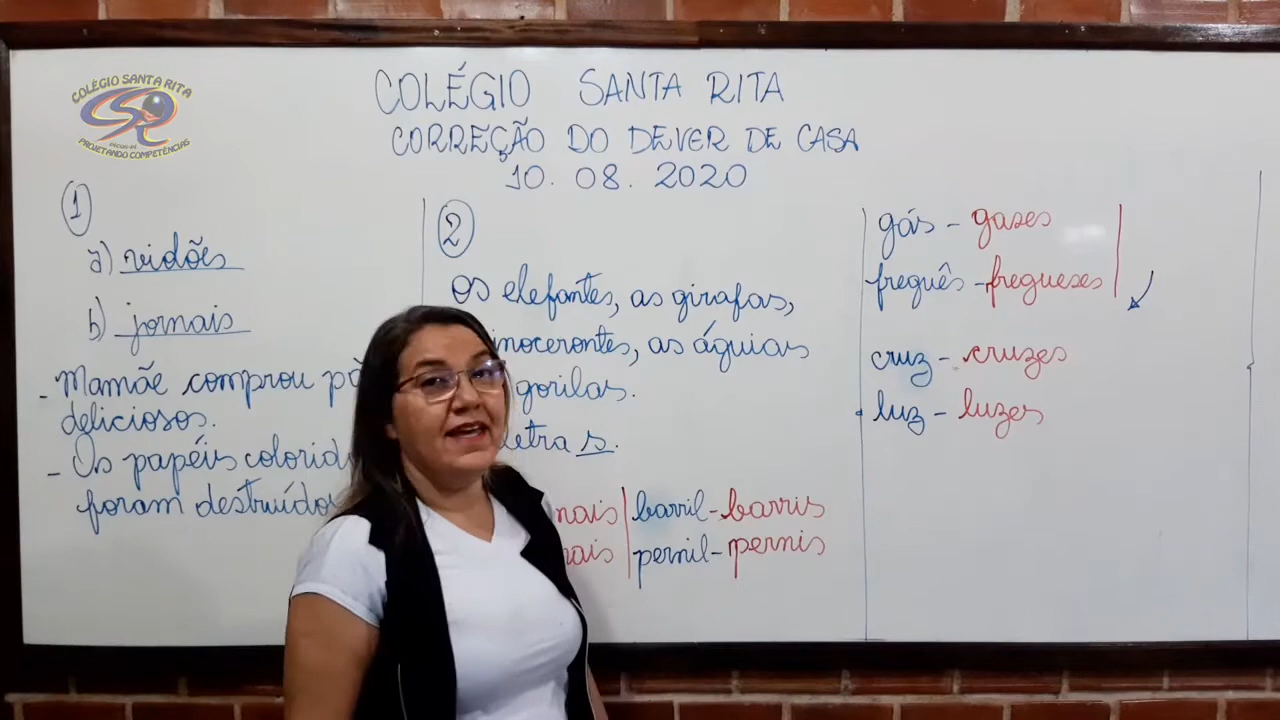 COLÉGIO SANTA RITA
PROJETANDO COMPETÊNCIAS
COLÉGIO SANTA RITA
CORREÇÃO DO DEVER DE CASA
10. 08. 2020
1
a) vidões
b) jornais
- Mamãe comprou
deliciosos.
- Os papéis
foram destruídos
2
Os elefantes, as girafas,
as águias
gorilas.
letra s.
barril - barris
pernil - pernis
gás - gases
freguês - fregueses
cruz - cruzes
luz - luzes